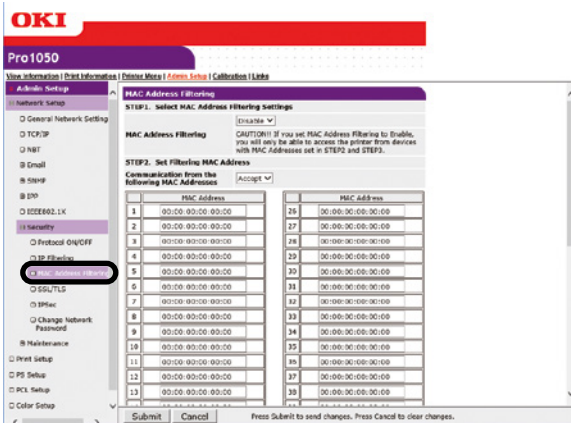 OKI
Pro1050
View Information | Print Information | Printer Menu | Admin Setup | Calibration | Links
Admin Setup
Network Setup
General Network Setting
TCP/IP
NBT
Email
SNMP
IPP
IEEE802.1X
Security
Protocol ON/OFF
IP Filtering
MAC Address Filtering
SSL/TLS
IPSec
Change Network
Password
Maintenance
Print Setup
PS Setup
PCL Setup
Color Setup
MAC Address Filtering
STEP1. Select MAC Address Filtering Settings
Disable
MAC Address Filtering
CAUTION!! If you set MAC Address Filtering to Enable,
you will only be able to access the printer from devices
with MAC Addresses set in STEP2 and STEP3.
STEP2. Set Filtering MAC Address
Communication from the
following MAC Addresses
Accept
MAC Address MAC Address
1 00:00:00:00:00:00 26 00:00:00:00:00:00
2 00:00:00:00:00:00 27 00:00:00:00:00:00
3 00:00:00:00:00:00 28 00:00:00:00:00:00
4 00:00:00:00:00:00 29 00:00:00:00:00:00
5 00:00:00:00:00:00 30 00:00:00:00:00:00
6 00:00:00:00:00:00 31 00:00:00:00:00:00
7 00:00:00:00:00:00 32 00:00:00:00:00:00
8 00:00:00:00:00:00 33 00:00:00:00:00:00
9 00:00:00:00:00:00 34 00:00:00:00:00:00
10 00:00:00:00:00:00 35 00:00:00:00:00:00
11 00:00:00:00:00:00 36 00:00:00:00:00:00
12 00:00:00:00:00:00 37 00:00:00:00:00:00
13 00:00:00:00:00:00 38 00:00:00:00:00:00
Submit Cancel Press Submit to send changes. Press Cancel to clear changes.